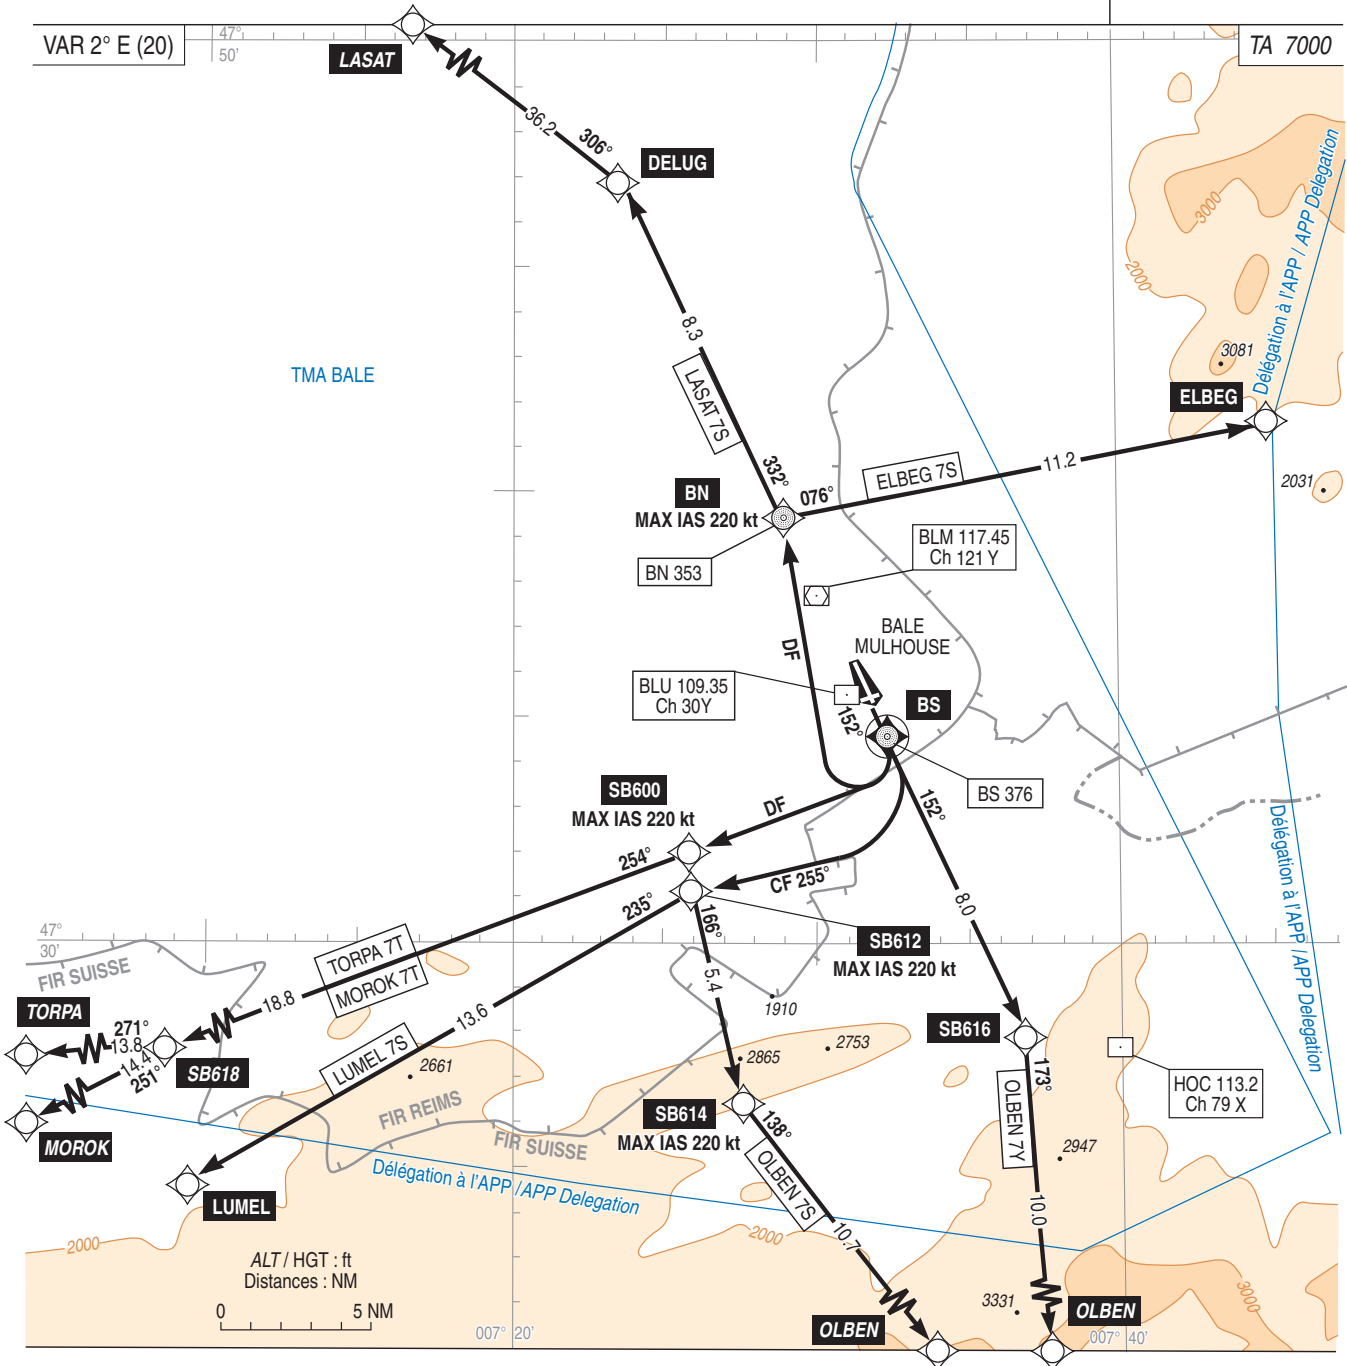 VAR 2° E (20)
47°
50'
LASAT
TA 7000
36.2
306°
DELUG
3000
2000
Délégation à l'APP / APP Delegation
8.3
3081
TMA BALE
LASAT 7S
ELBEG
332°
BN
MAX IAS 220 kt
076°
ELBEG 7S
11.2
2031
BN 353
BLM 117.45
Ch 121 Y
BALE
MULHOUSE
DF
BLU 109.35
Ch 30Y
152°
BS
BS 376
SB600
MAX IAS 220 kt
DF
152°
254°
CF 255°
235°
166°
8.0
Délégation à l'APP / APP Delegation
47°
30'
FIR SUISSE
TORPA 7T
MOROK 7T
SB612
MAX IAS 220 kt
5.4
18.8
13.6
1910
TORPA
271°
13.8
14.4
251°
SB618
LUMEL 7S
2661
2865
2753
SB616
173°
HOC 113.2
Ch 79 X
MOROK
FIR REIMS
FIR SUISSE
SB614
MAX IAS 220 kt
138°
OLBEN 7S
OLBEN 7Y
2947
LUMEL
Délégation à l'APP / APP Delegation
10.7
10.0
2000
2000
ALT / HGT : ft
Distances : NM
0
5 NM
3331
3000
OLBEN
OLBEN
007° 20'
007° 40'